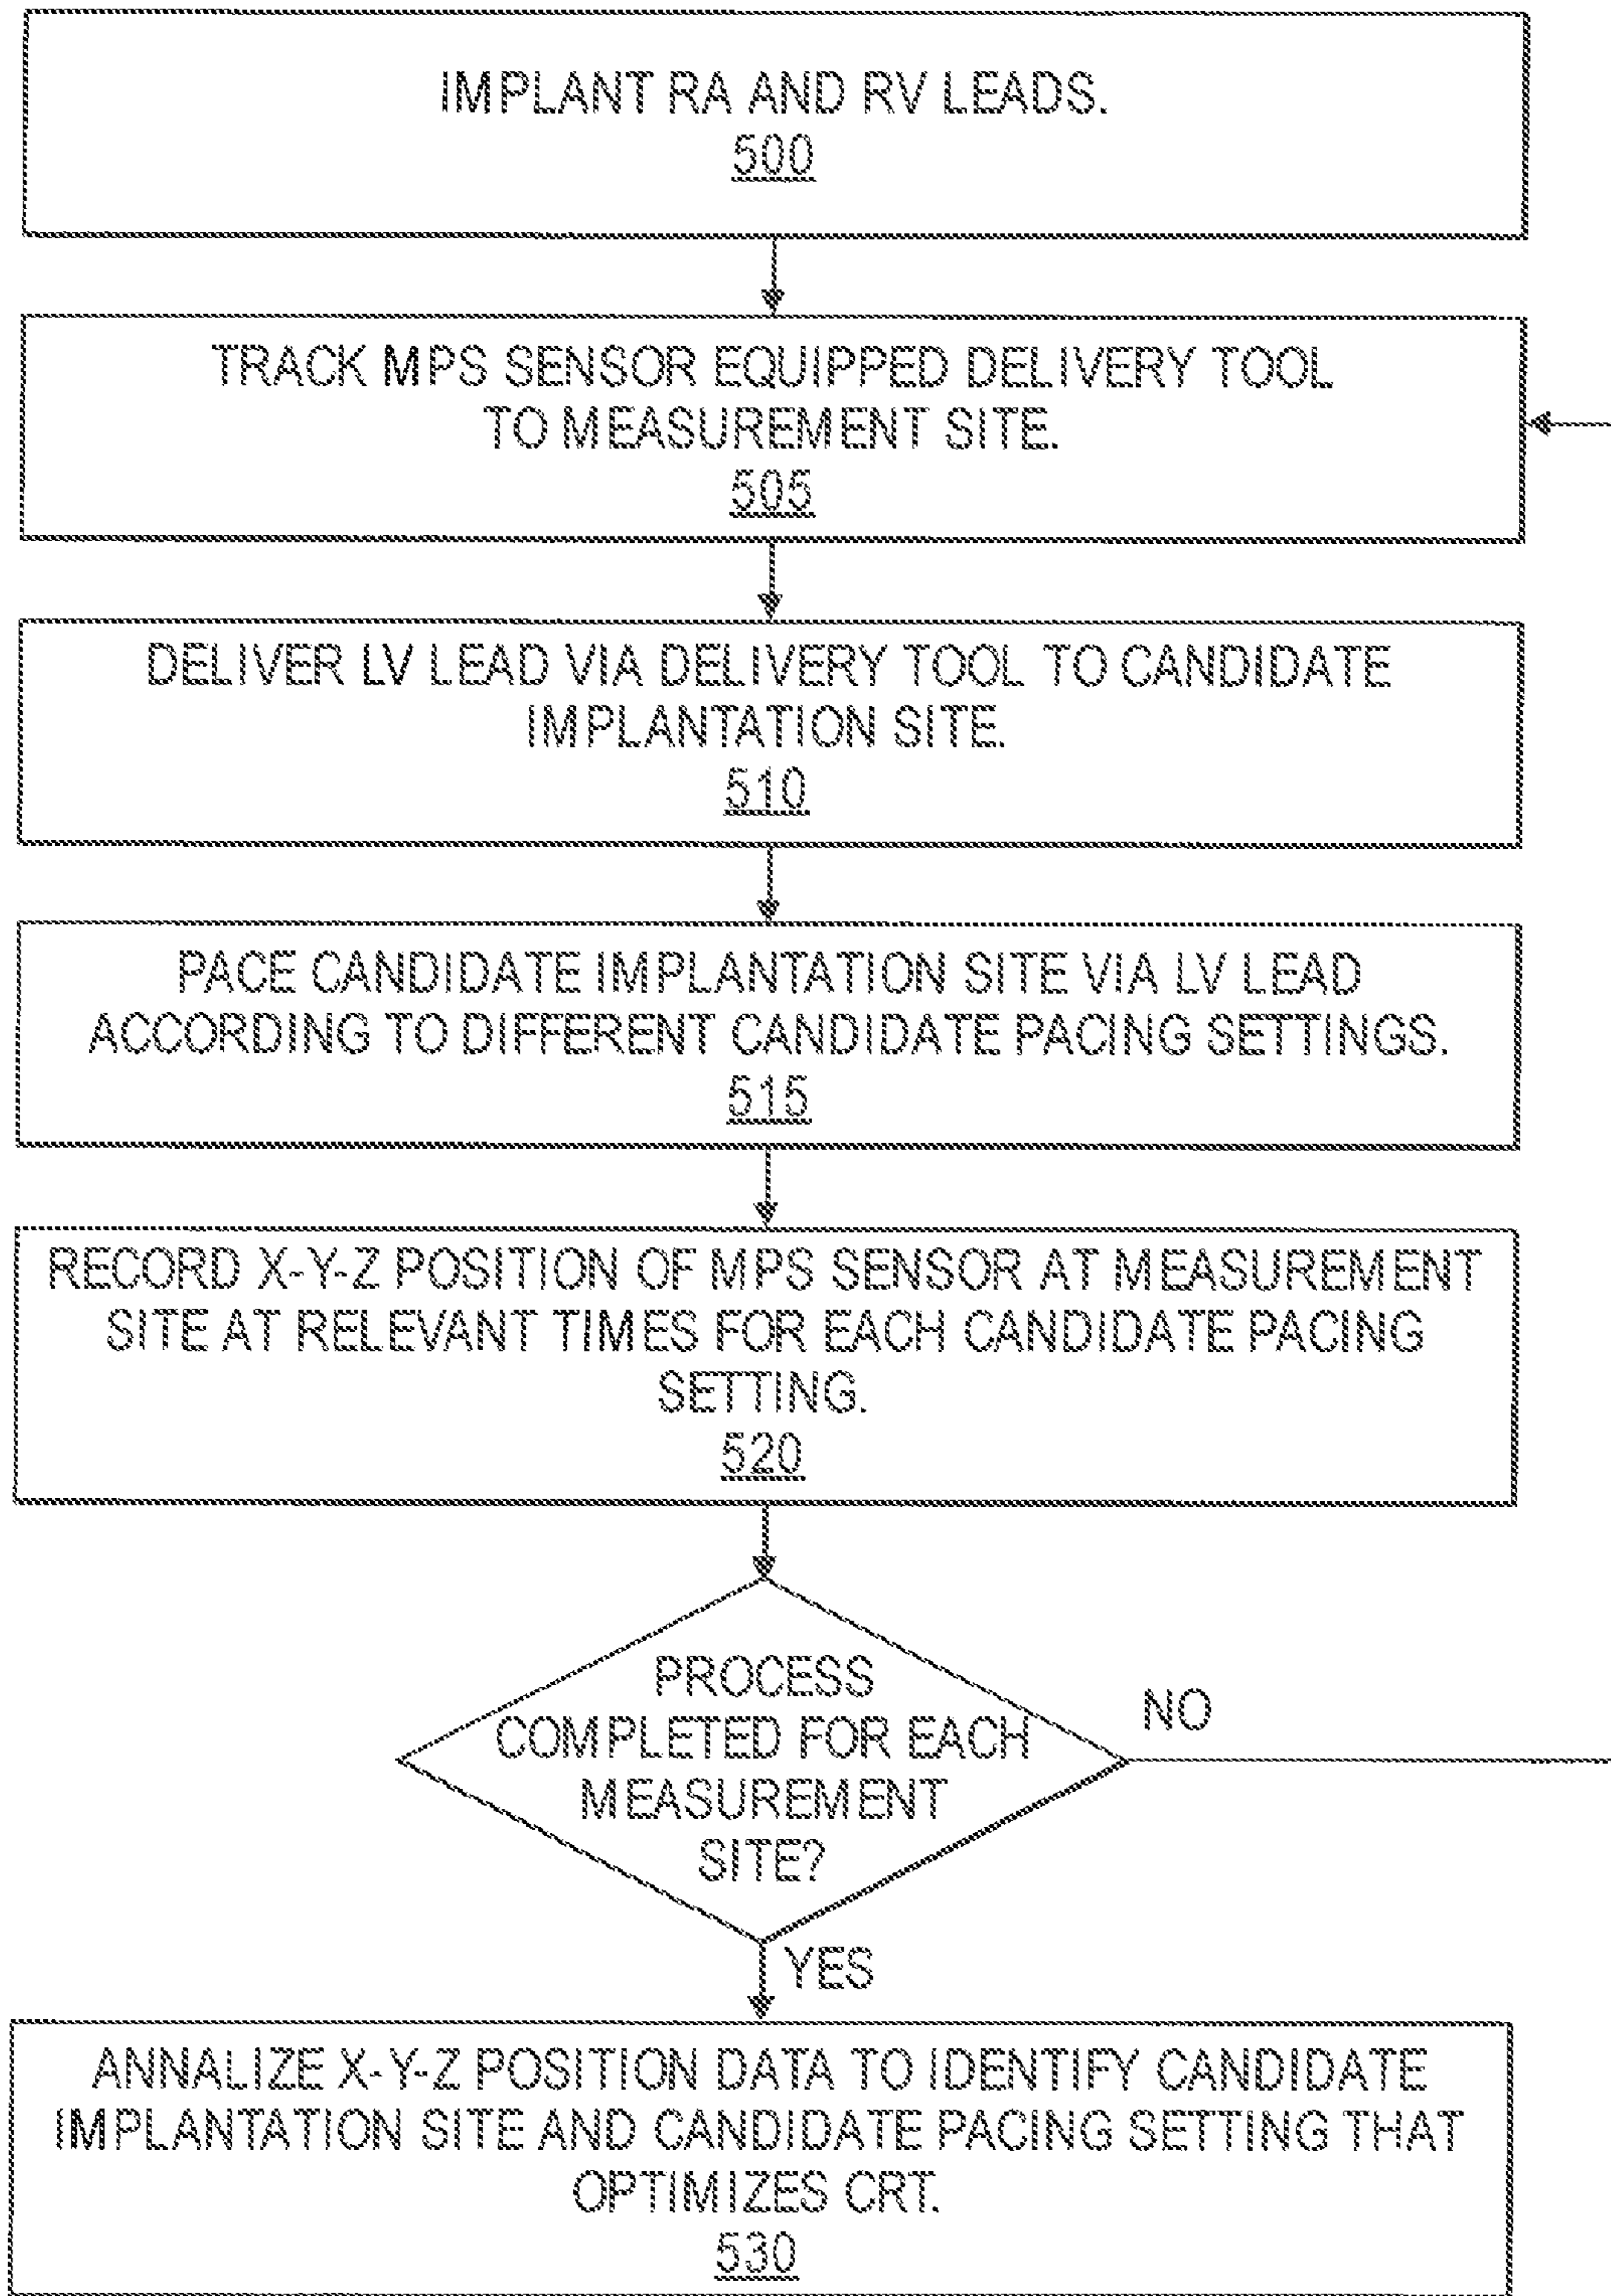 IMPLANT RA AND RV LEADS.
500
TRACK MPS SENSOR EQUIPPED DELIVERY TOOL
TO MEASUREMENT SITE.
505
DELIVER LV LEAD VIA DELIVERY TOOL TO CANDIDATE
IMPLANTATION SITE.
510
PACE CANDIDATE IMPLANTATION SITE VIA LV LEAD
ACCORDING TO DIFFERENT CANDIDATE PACING SETTINGS.
515
RECORD X-Y-Z POSITION OF MPS SENSOR AT MEASUREMENT
SITE AT RELEVANT TIMES FOR EACH CANDIDATE PACING
SETTING.
520
PROCESS
COMPLETED FOR EACH
MEASUREMENT
SITE?
NO
YES
ANNALIZE X-Y-Z POSITION DATA TO IDENTIFY CANDIDATE
IMPLANTATION SITE AND CANDIDATE PACING SETTING THAT
OPTIMIZES CRT.
530